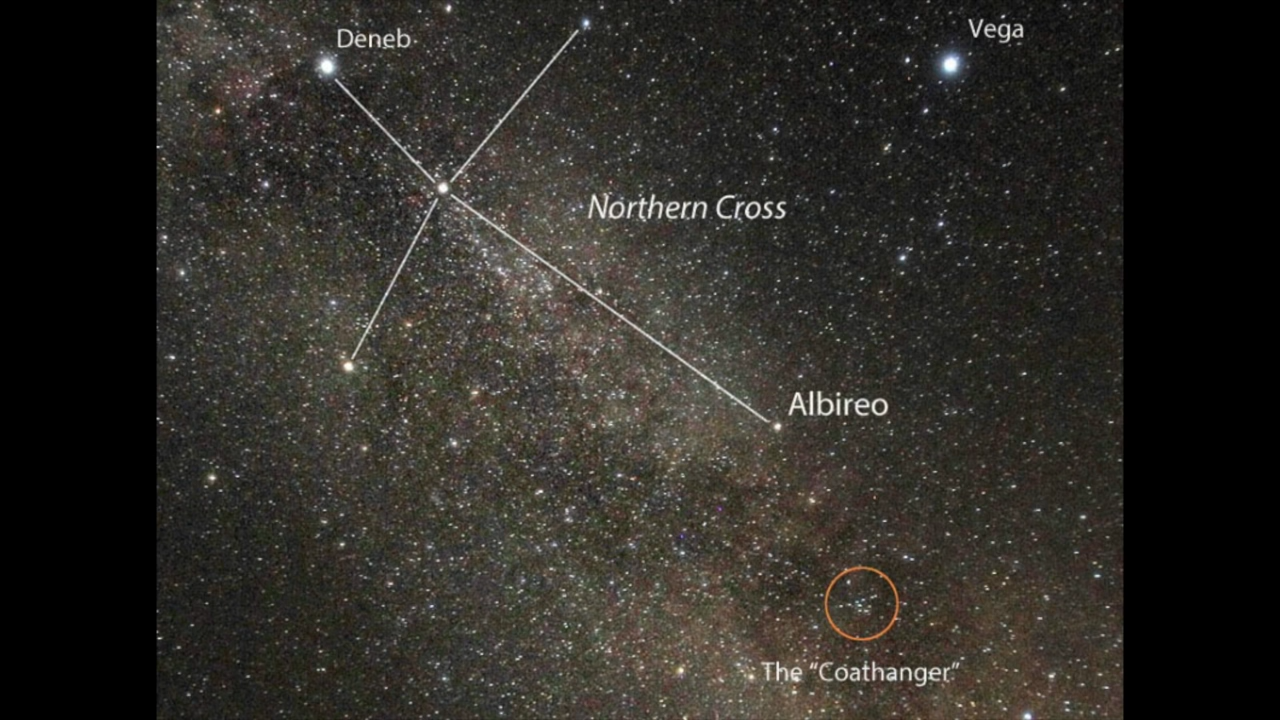 Deneb
Vega
Northern Cross
Albireo
The “Coathanger”